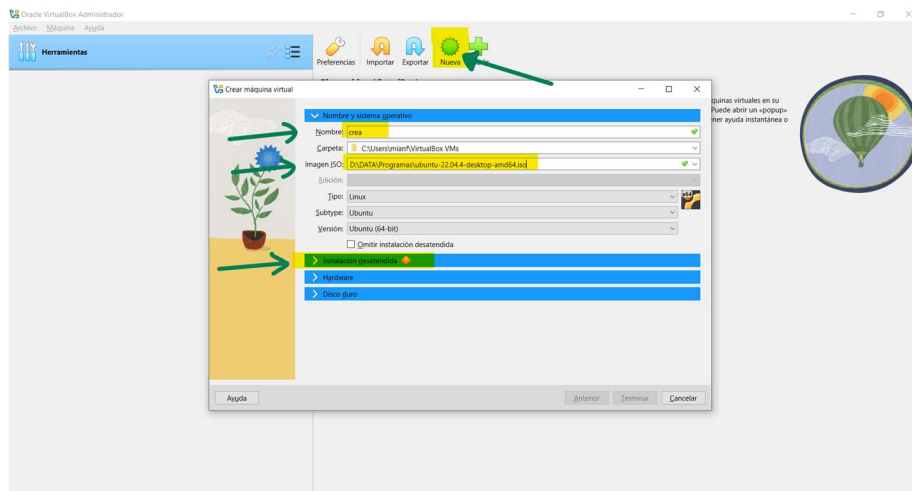 Oracle VirtualBox Administrador
Archivo Máquina Ayuda
Herramientas
Preferencias Importar Exportar Nueva
Crear máquina virtual
quinas virtuales en su
Puede abrir un «popup»
ner ayuda instantánea o
Nombre y sistema operativo
Nombre: crea
Carpeta: C:\Users\mianf\VirtualBox VMs
Imagen ISO: D:\DATA\Programas\ubuntu-22.04.4-desktop-amd64.iso
Edición:
Tipo: Linux
Subtype: Ubuntu
Versión: Ubuntu (64-bit)
Omitir instalación desatendida
Instalación desatendida
Hardware
Disco duro
Ayuda Anterior Terminar Cancelar